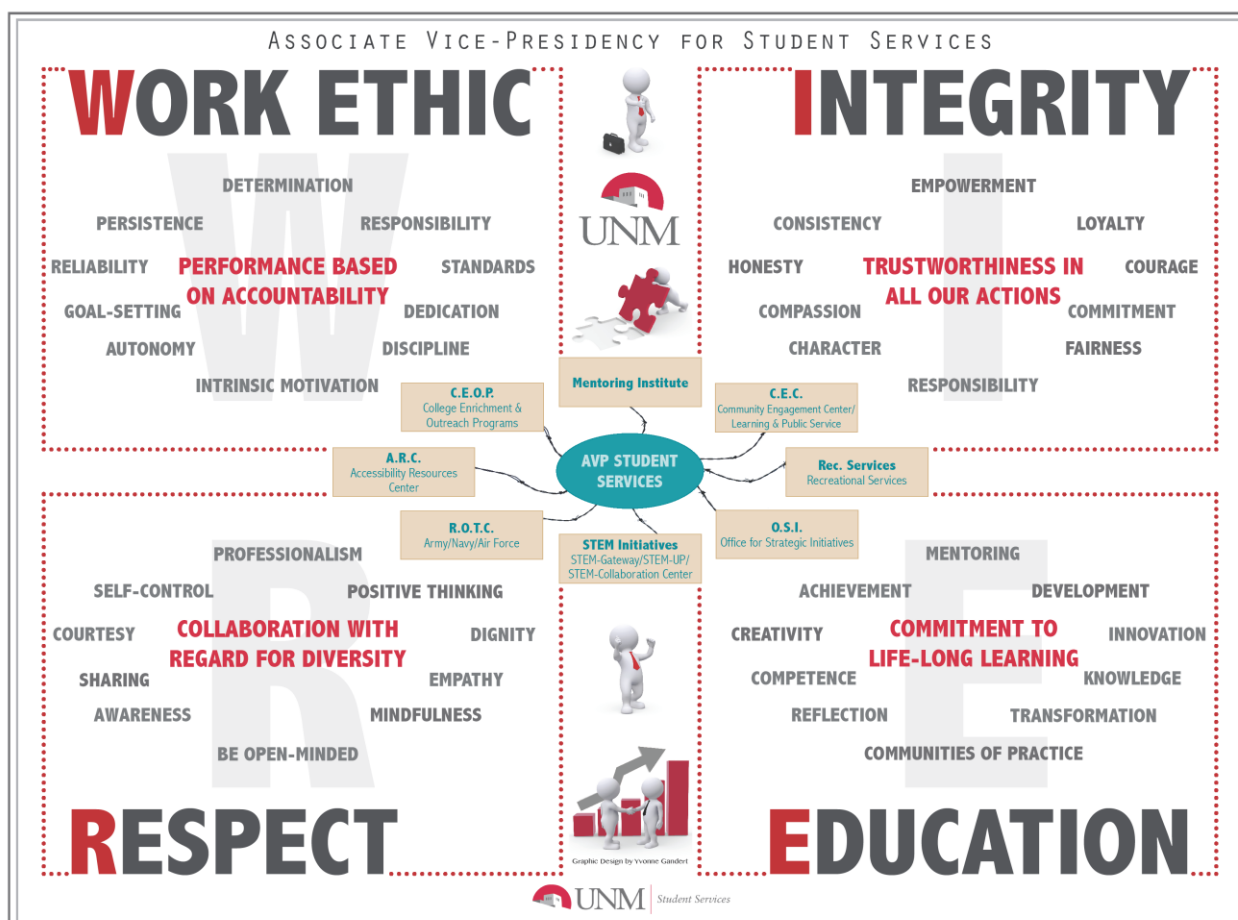 ASSOCIATE VICE-PRESIDENCY FOR STUDENT SERVICES
WORK ETHIC
DETERMINATION
PERSISTENCE
RESPONSIBILITY
RELIABILITY
PERFORMANCE BASED
ON ACCOUNTABILITY
STANDARDS
GOAL-SETTING
DEDICATION
AUTONOMY
DISCIPLINE
INTRINSIC MOTIVATION
W
UNM
INTEGRITY
EMPOWERMENT
CONSISTENCY
LOYALTY
HONESTY
TRUSTWORTHINESS IN
ALL OUR ACTIONS
COURAGE
COMPASSION
COMMITMENT
CHARACTER
FAIRNESS
RESPONSIBILITY
I
Mentoring Institute
C.E.O.P.
College Enrichment &
Outreach Programs
C.E.C.
Community Engagement Center/
Learning & Public Service
A.R.C.
Accessibility Resources
Center
AVP STUDENT
SERVICES
Rec. Services
Recreational Services
R.O.T.C.
Army/Navy/Air Force
STEM Initiatives
STEM-Gateway/STEM-UP/
STEM-Collaboration Center
O.S.I.
Office for Strategic Initiatives
PROFESSIONALISM
SELF-CONTROL
POSITIVE THINKING
COURTESY
COLLABORATION WITH
REGARD FOR DIVERSITY
DIGNITY
SHARING
EMPATHY
AWARENESS
MINDFULNESS
BE OPEN-MINDED
R
RESPECT
MENTORING
ACHIEVEMENT
DEVELOPMENT
CREATIVITY
COMMITMENT TO
LIFE-LONG LEARNING
INNOVATION
COMPETENCE
KNOWLEDGE
REFLECTION
TRANSFORMATION
COMMUNITIES OF PRACTICE
E
EDUCATION
Graphic Design by Yvonne Gandert
UNM Student Services